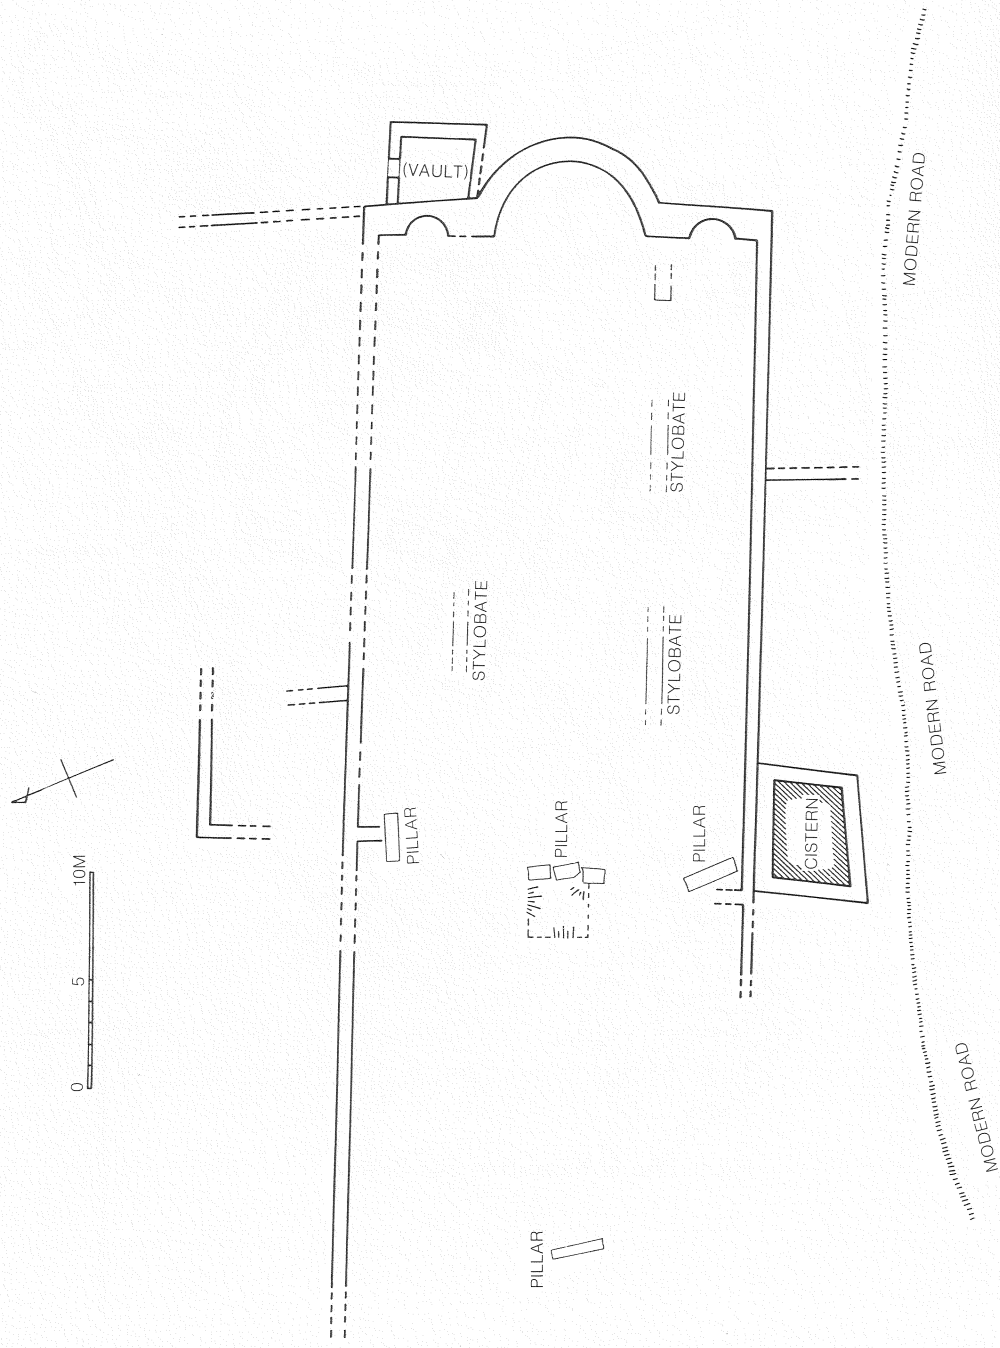 (VAULT)
MODERN ROAD
STYLOBATE
STYLOBATE
STYLOBATE
MODERN ROAD
PILLAR
PILLAR
PILLAR
CISTERN
10M
5
0
MODERN ROAD
PILLAR